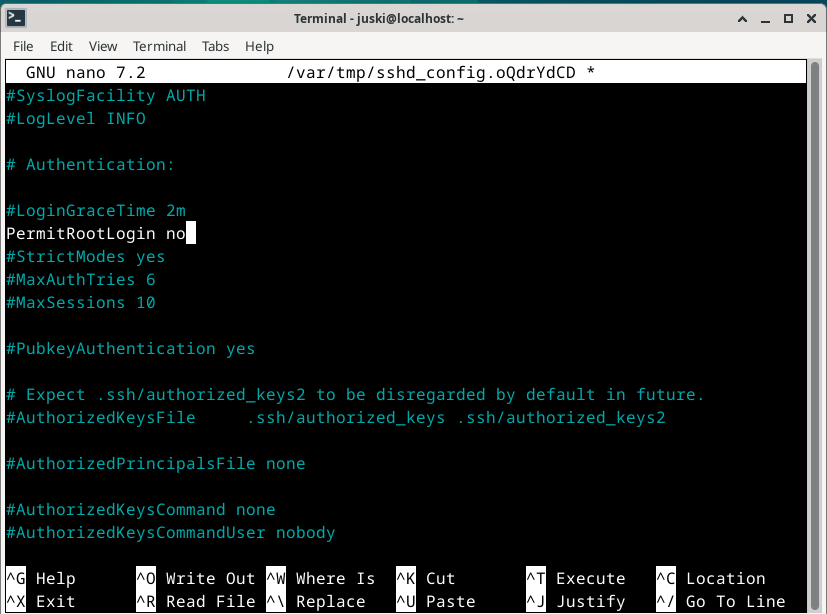 Terminal - juski@localhost: ~
File Edit View Terminal Tabs Help
GNU nano 7.2 /var/tmp/sshd_config.oQdrYdCD *
#SyslogFacility AUTH
#LogLevel INFO
# Authentication:
#LoginGraceTime 2m
PermitRootLogin no
#StrictModes yes
#MaxAuthTries 6
#MaxSessions 10
#PubkeyAuthentication yes
# Expect .ssh/authorized_keys2 to be disregarded by default in future.
#AuthorizedKeysFile     .ssh/authorized_keys .ssh/authorized_keys2
#AuthorizedPrincipalsFile none
#AuthorizedKeysCommand none
#AuthorizedKeysCommandUser nobody
^G Help ^O Write Out ^W Where Is ^K Cut ^T Execute ^C Location
^X Exit ^R Read File ^\ Replace ^U Paste ^J Justify ^/ Go To Line